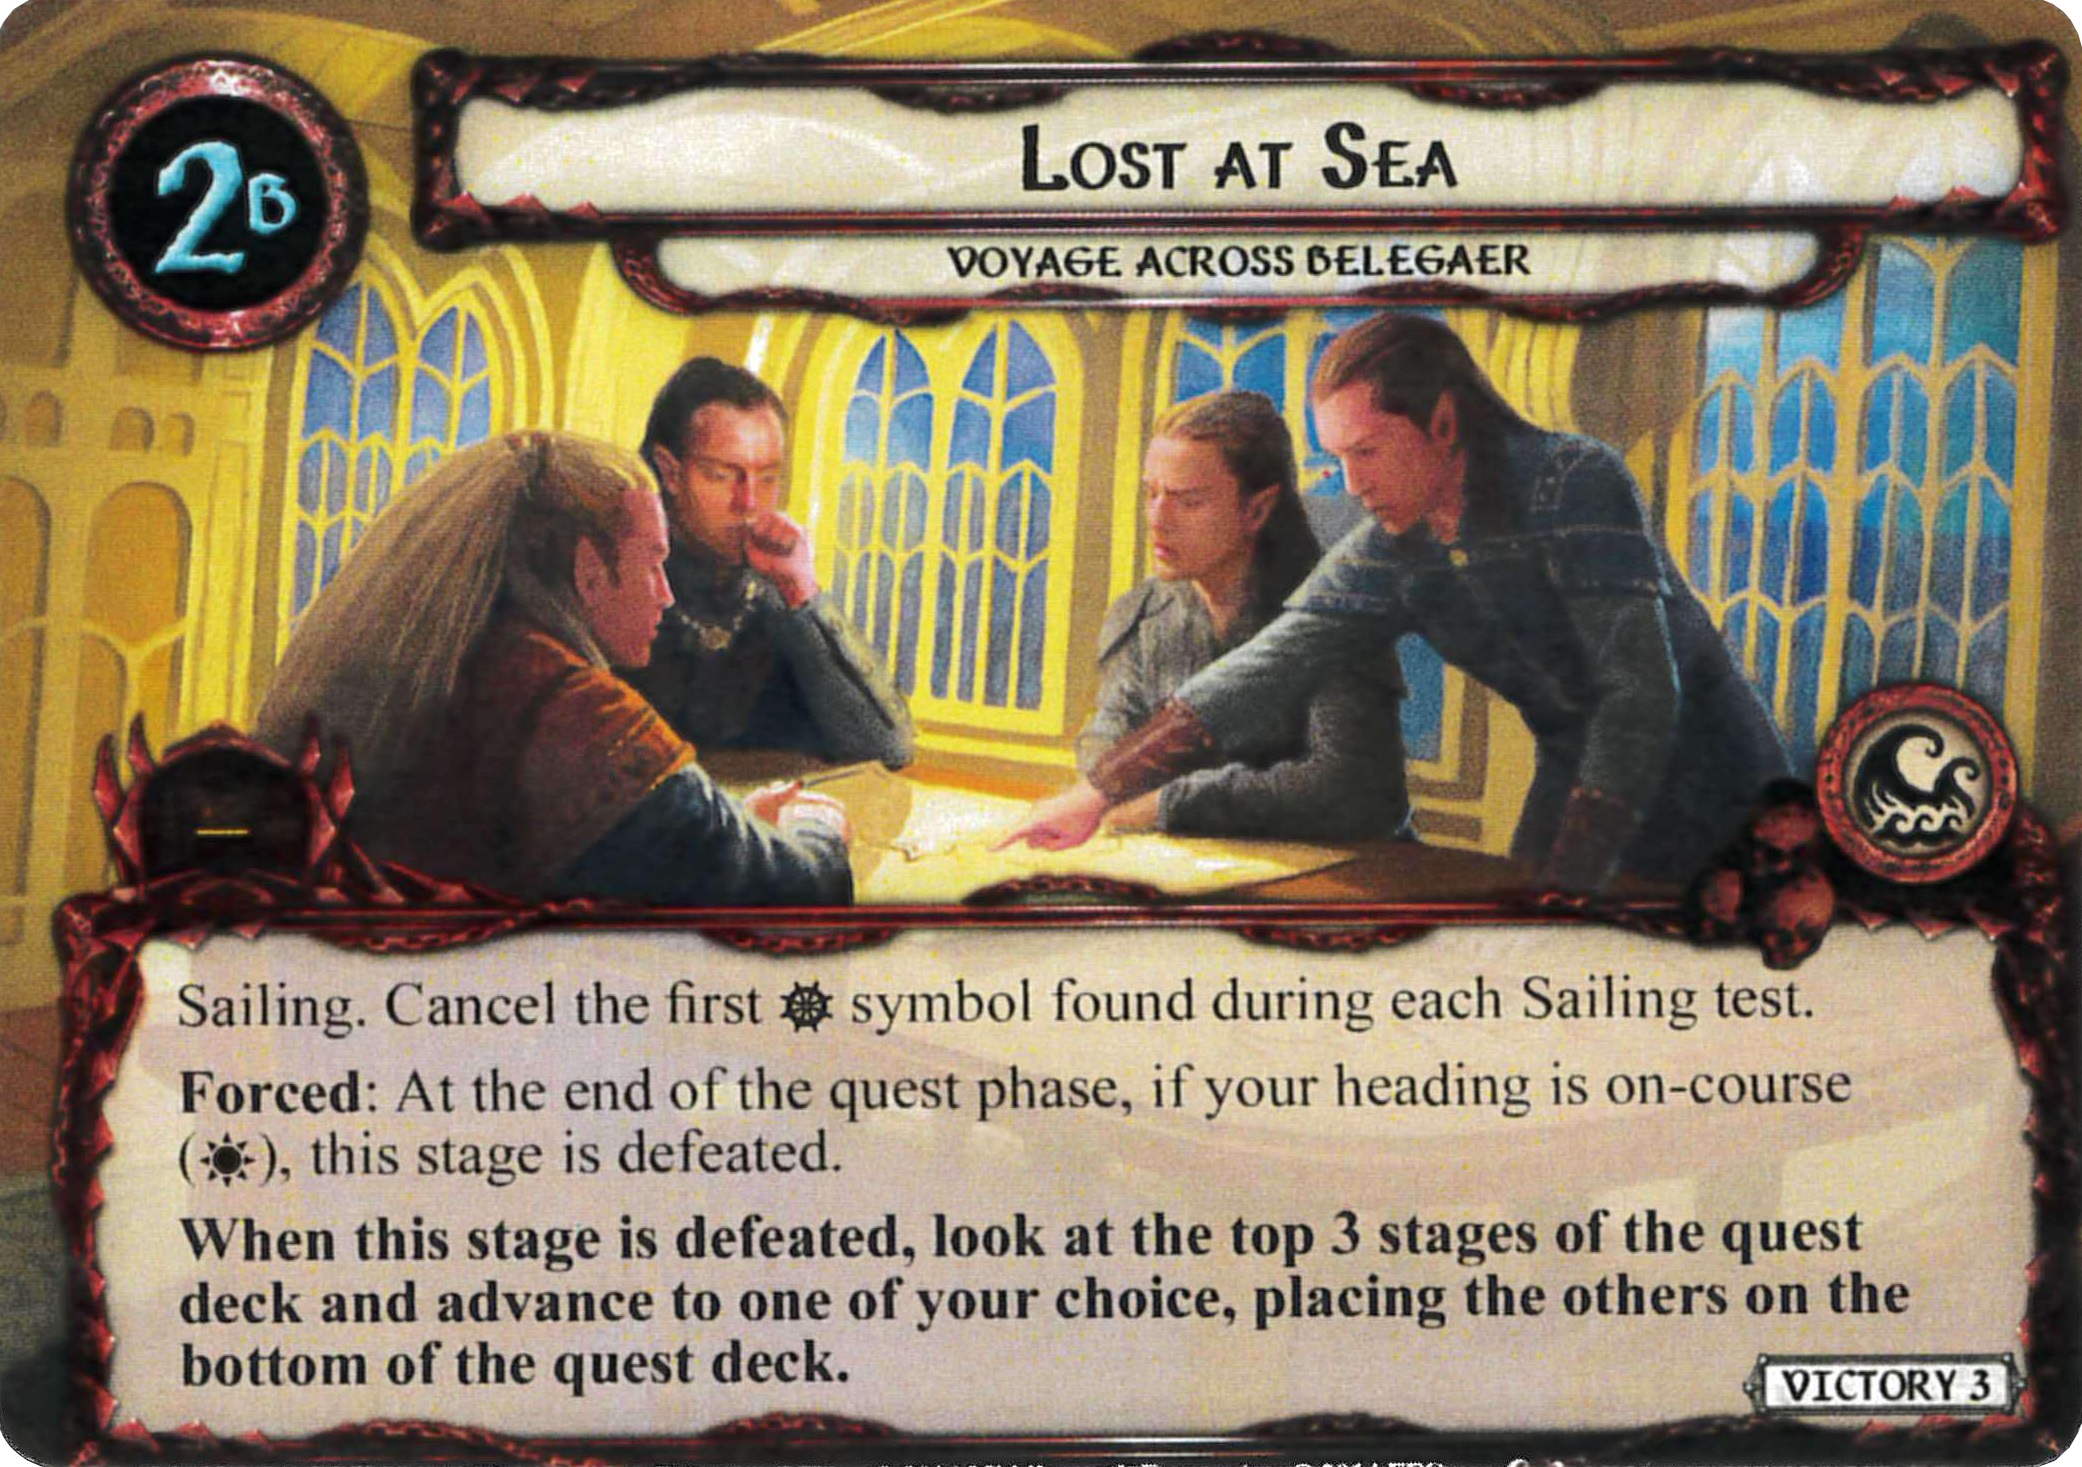 2B
LOST AT SEA
VOYAGE ACROSS BELEGAER
–
Sailing. Cancel the first symbol found during each Sailing test.
Forced: At the end of the quest phase, if your heading is on-course
(), this stage is defeated.
When this stage is defeated, look at the top 3 stages of the quest
deck and advance to one of your choice, placing the others on the
bottom of the quest deck.
VICTORY 3